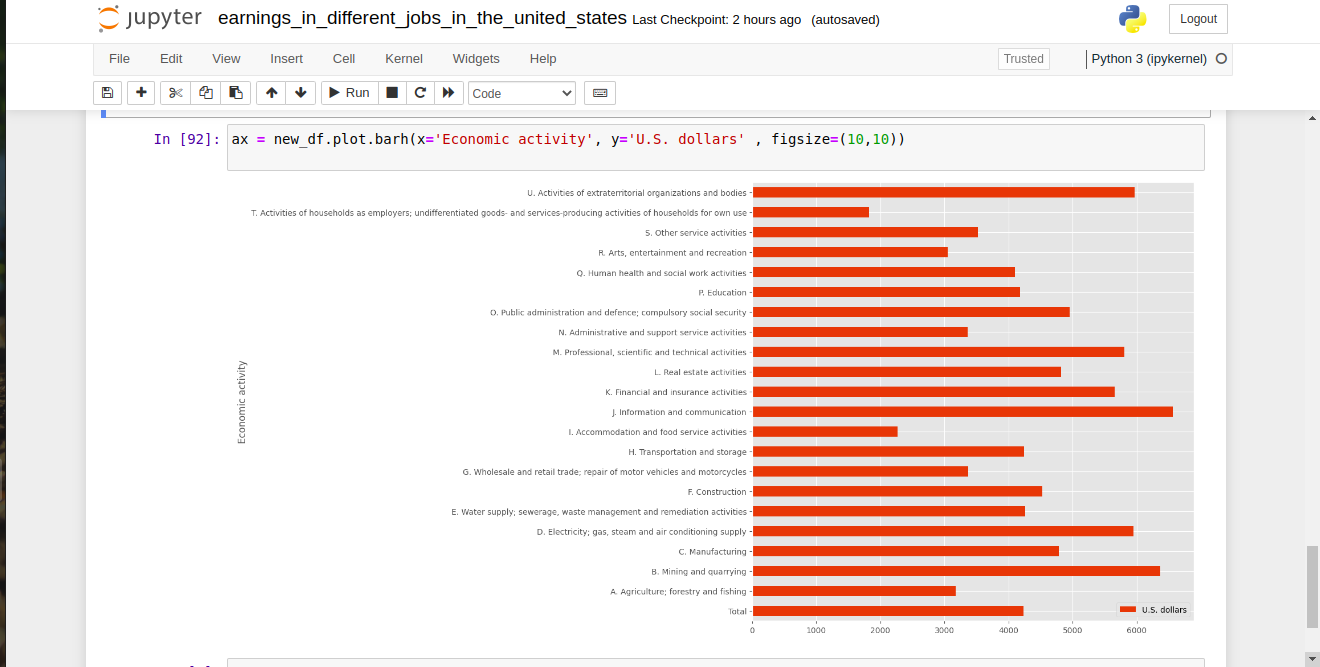 jupyter earnings_in_different_jobs_in_the_united_states Last Checkpoint: 2 hours ago (autosaved)
Logout
File Edit View Insert Cell Kernel Widgets Help Trusted Python 3 (ipykernel)
Run Code
In [92]: ax = new_df.plot.barh(x='Economic activity', y='U.S. dollars' , figsize=(10,10))
Economic activity
U. Activities of extraterritorial organizations and bodies
T. Activities of households as employers; undifferentiated goods- and services-producing activities of households for own use
S. Other service activities
R. Arts, entertainment and recreation
Q. Human health and social work activities
P. Education
O. Public administration and defence; compulsory social security
N. Administrative and support service activities
M. Professional, scientific and technical activities
L. Real estate activities
K. Financial and insurance activities
J. Information and communication
I. Accommodation and food service activities
H. Transportation and storage
G. Wholesale and retail trade; repair of motor vehicles and motorcycles
F. Construction
E. Water supply; sewerage, waste management and remediation activities
D. Electricity; gas, steam and air conditioning supply
C. Manufacturing
B. Mining and quarrying
A. Agriculture; forestry and fishing
Total
U.S. dollars
0 1000 2000 3000 4000 5000 6000